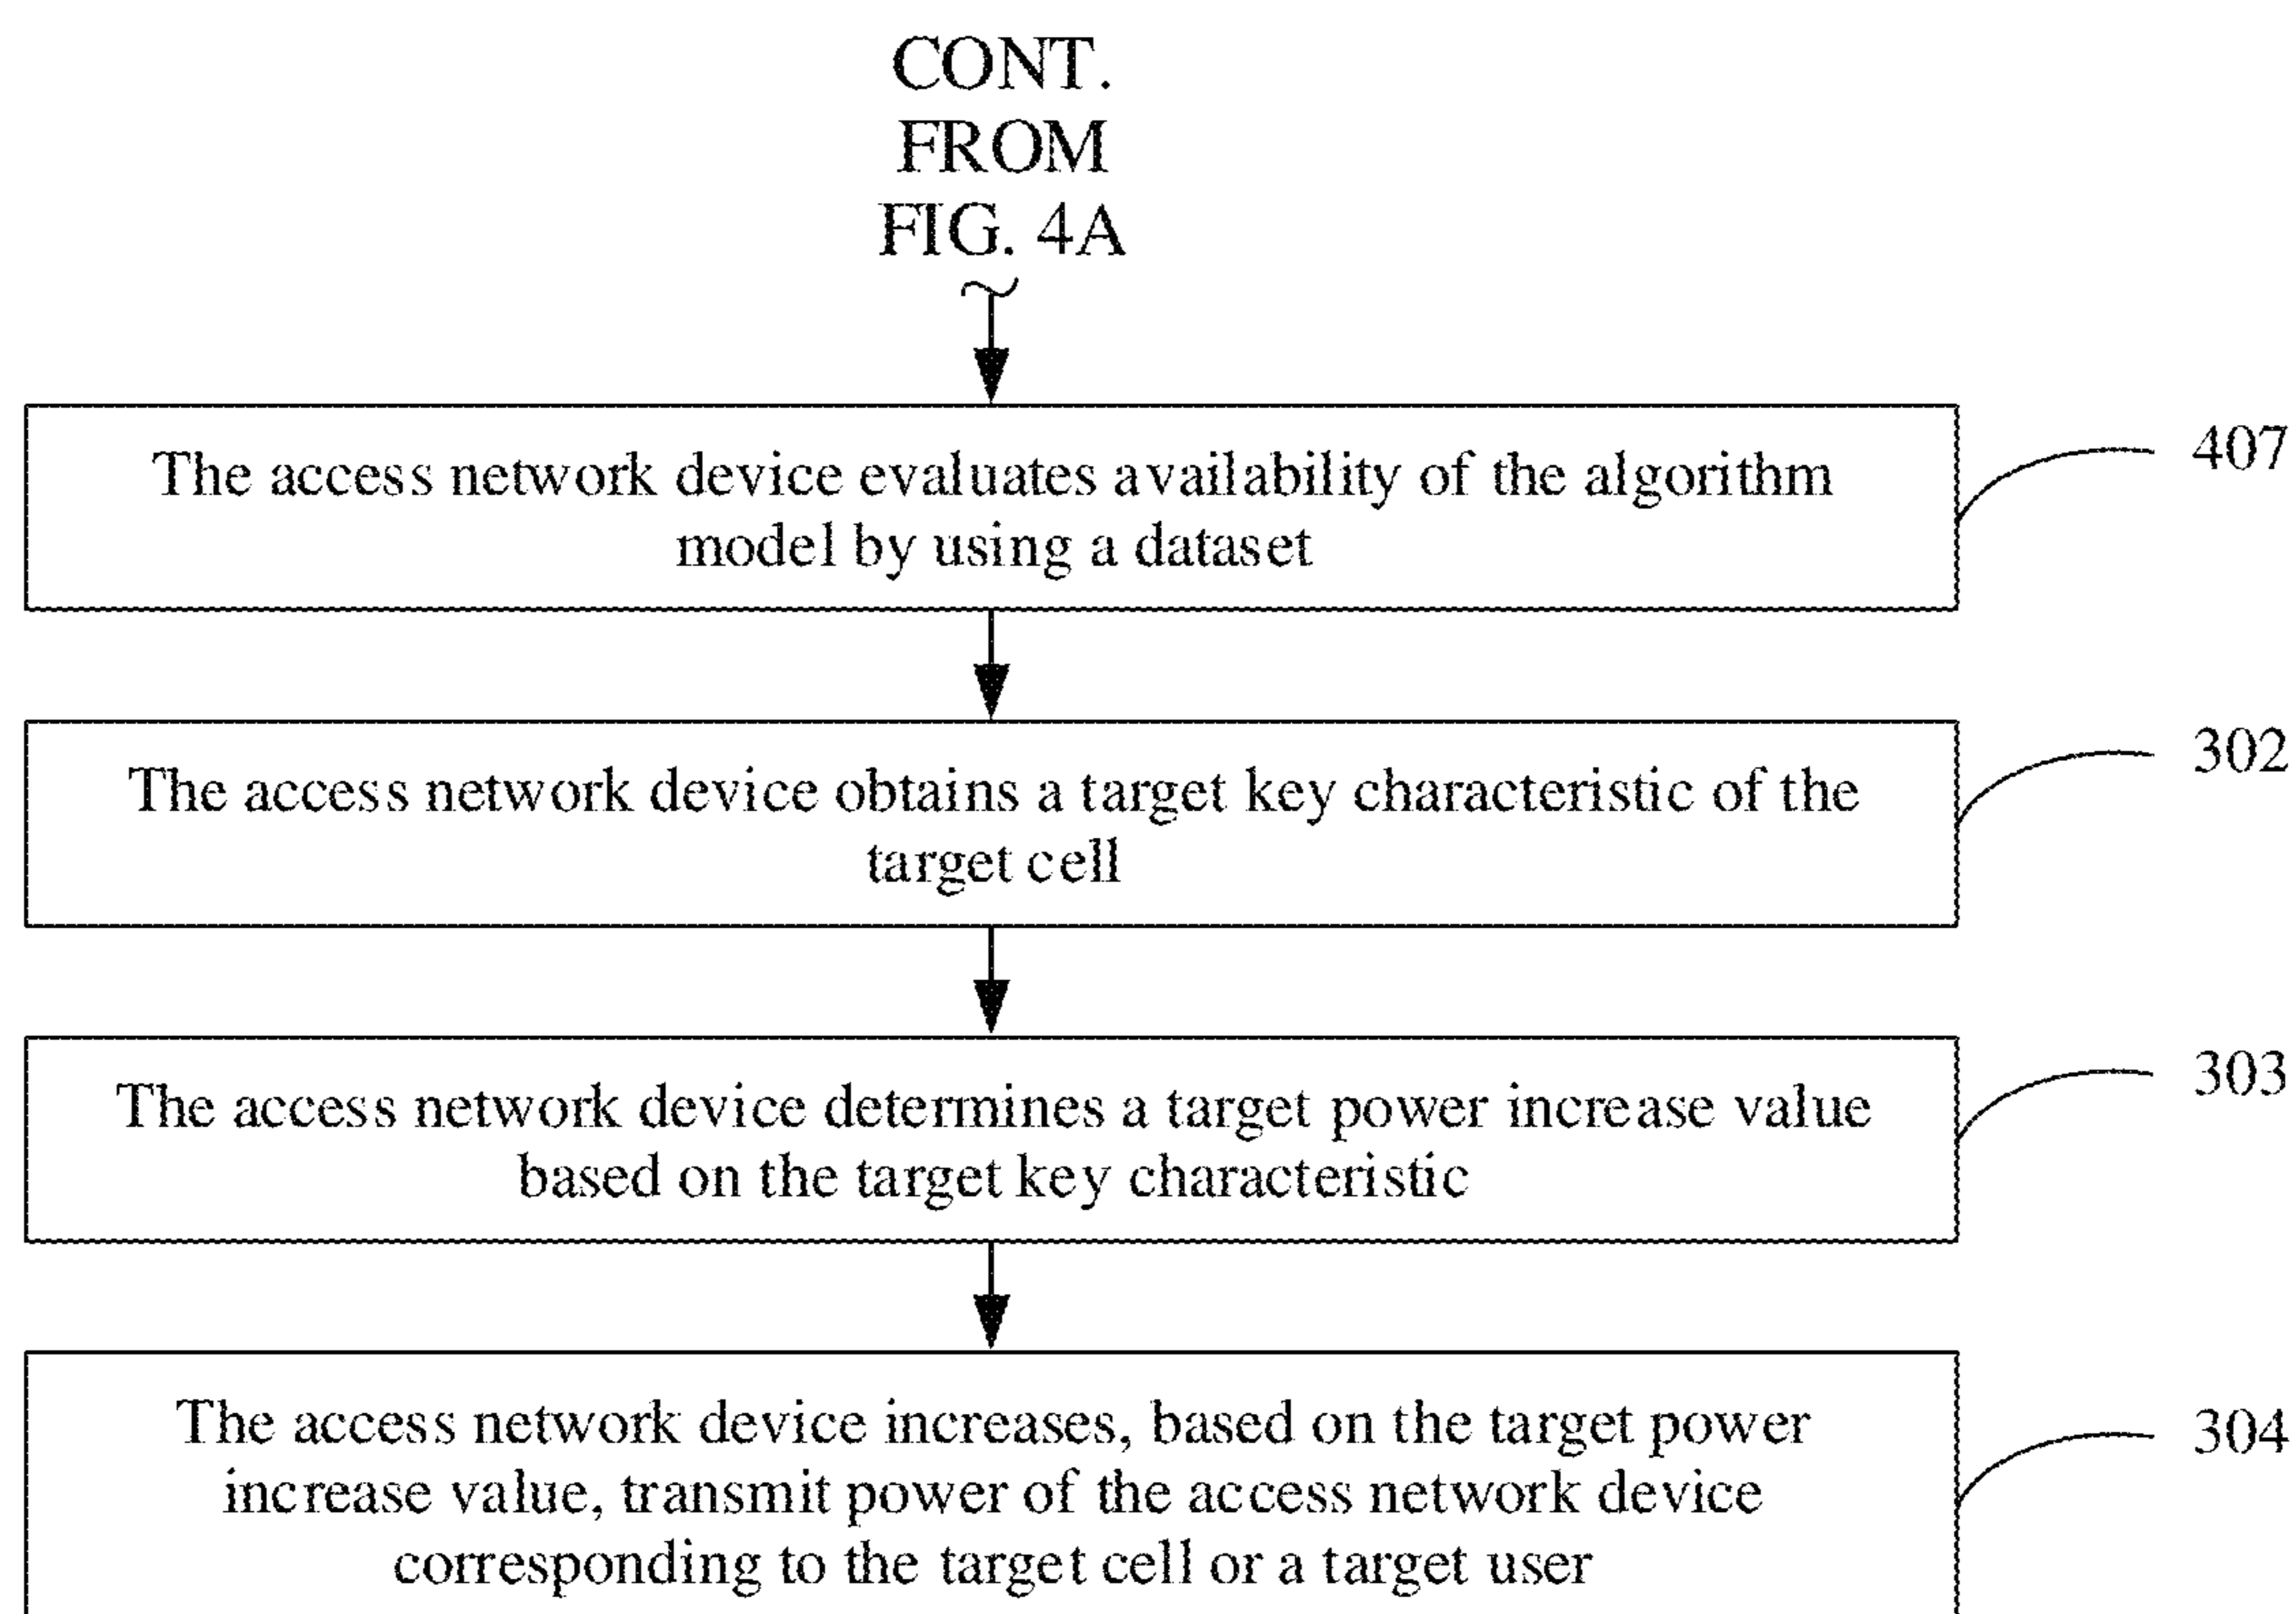 CONT.
FROM
FIG. 4A
The access network device evaluates availability of the algorithm
model by using a dataset
407
The access network device obtains a target key characteristic of the
target cell
302
The access network device determines a target power increase value
based on the target key characteristic
303
The access network device increases, based on the target power
increase value, transmit power of the access network device
corresponding to the target cell or a target user
304